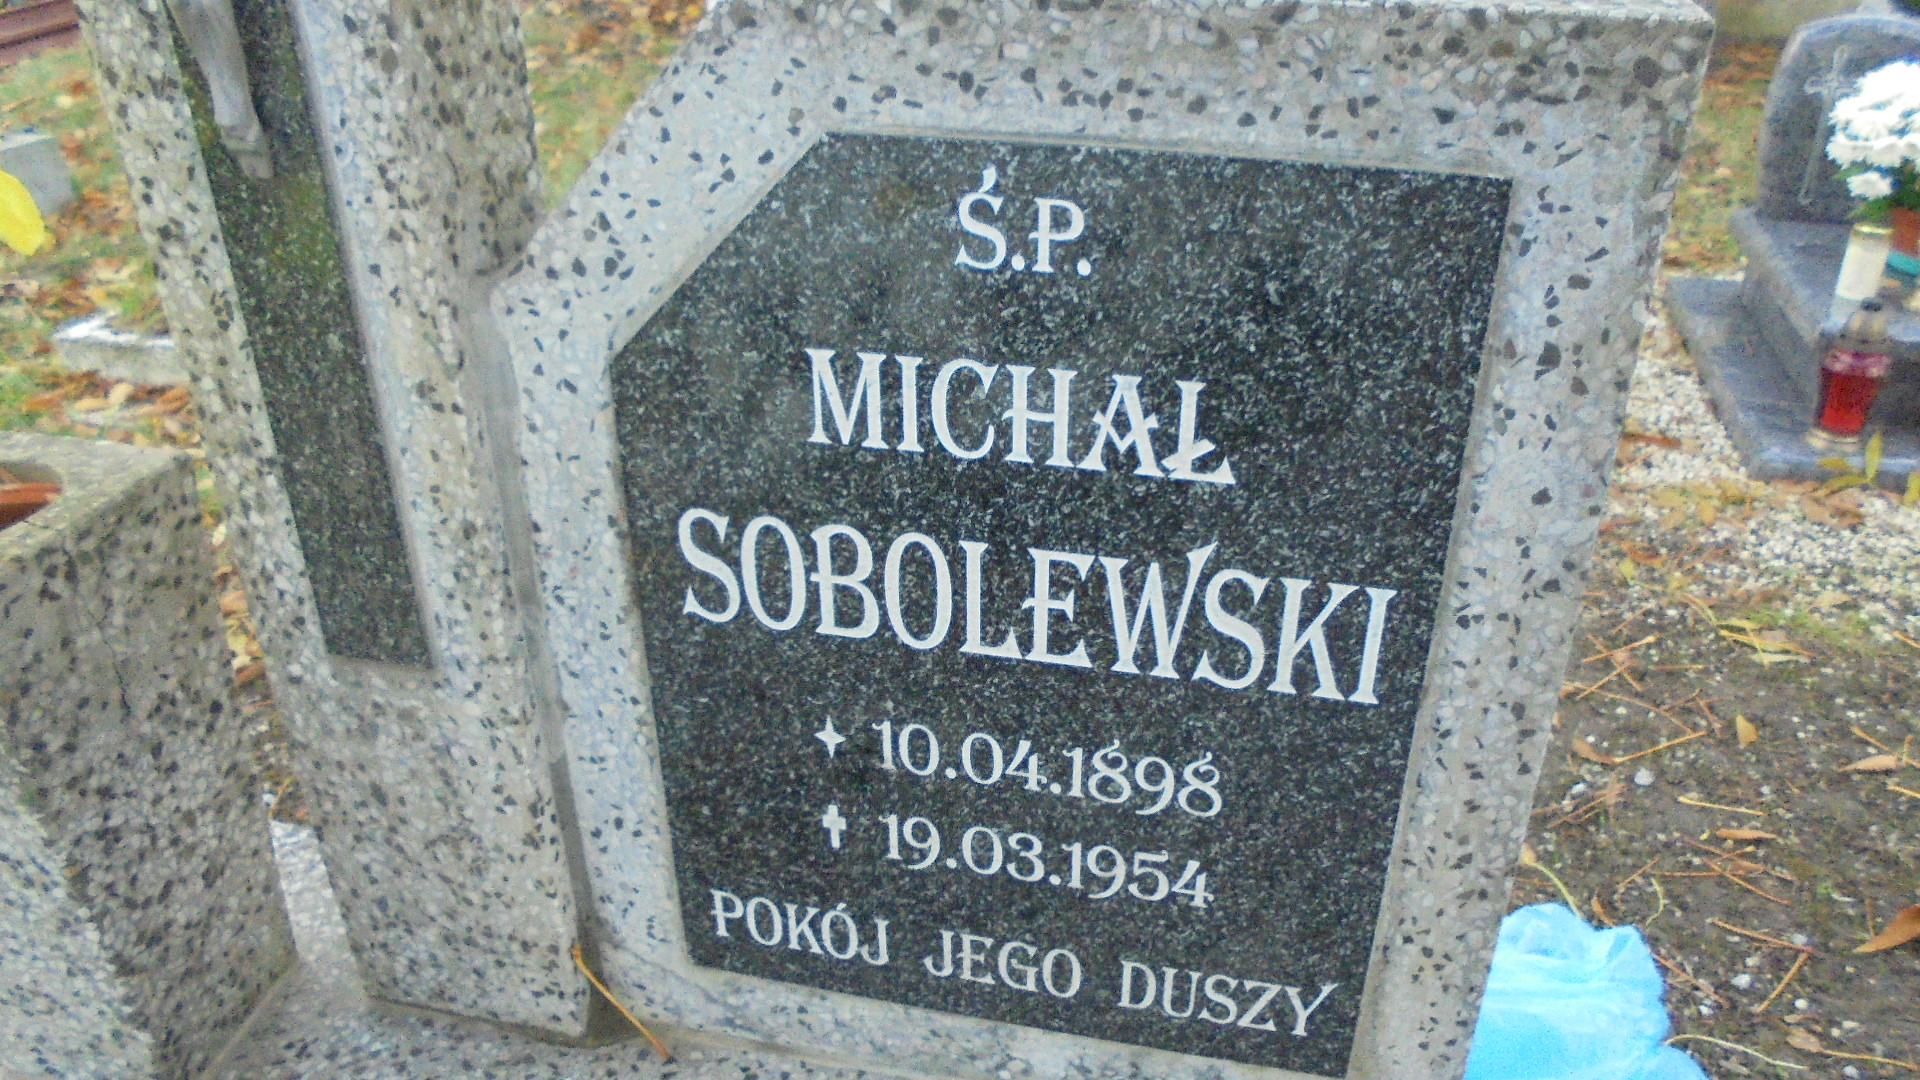 Ś.P.
MICHAŁ
SOBOLEWSKI
✦ 10.04.1898
✝ 19.03.1954
POKÓJ JEGO DUSZY